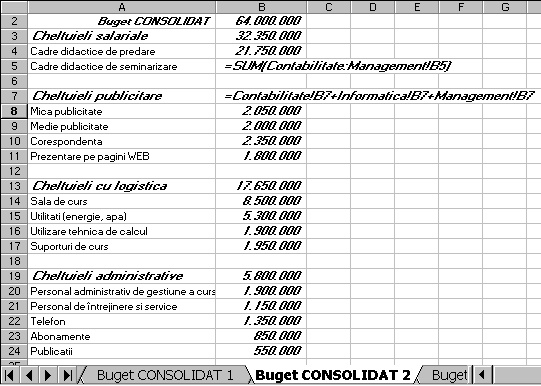 A B C D E F G
2 Buget CONSOLIDAT 64.000.000
3 Cheltuieli salariale 32.350.000
4 Cadre didactice de predare 21.750.000
5 Cadre didactice de seminarizare =SUM(Contabilitate:Management!B5)
6
7 Cheltuieli publicitare =Contabilitate!B7+Informatica!B7+Management!B7
8 Mica publicitate 2.050.000
9 Medie publicitate 2.000.000
10 Corespondenta 2.350.000
11 Prezentare pe pagini WEB 1.800.000
12
13 Cheltuieli cu logistica 17.650.000
14 Sala de curs 8.500.000
15 Utilitati (energie, apa) 5.300.000
16 Utilizare tehnica de calcul 1.900.000
17 Suporturi de curs 1.950.000
18
19 Cheltuieli administrative 5.800.000
20 Personal administrativ de gestiune a curs 1.900.000
21 Personal de întreţinere si service 1.150.000
22 Telefon 1.350.000
23 Abonamente 850.000
24 Publicatii 550.000
Buget CONSOLIDAT 1 Buget CONSOLIDAT 2 Buget